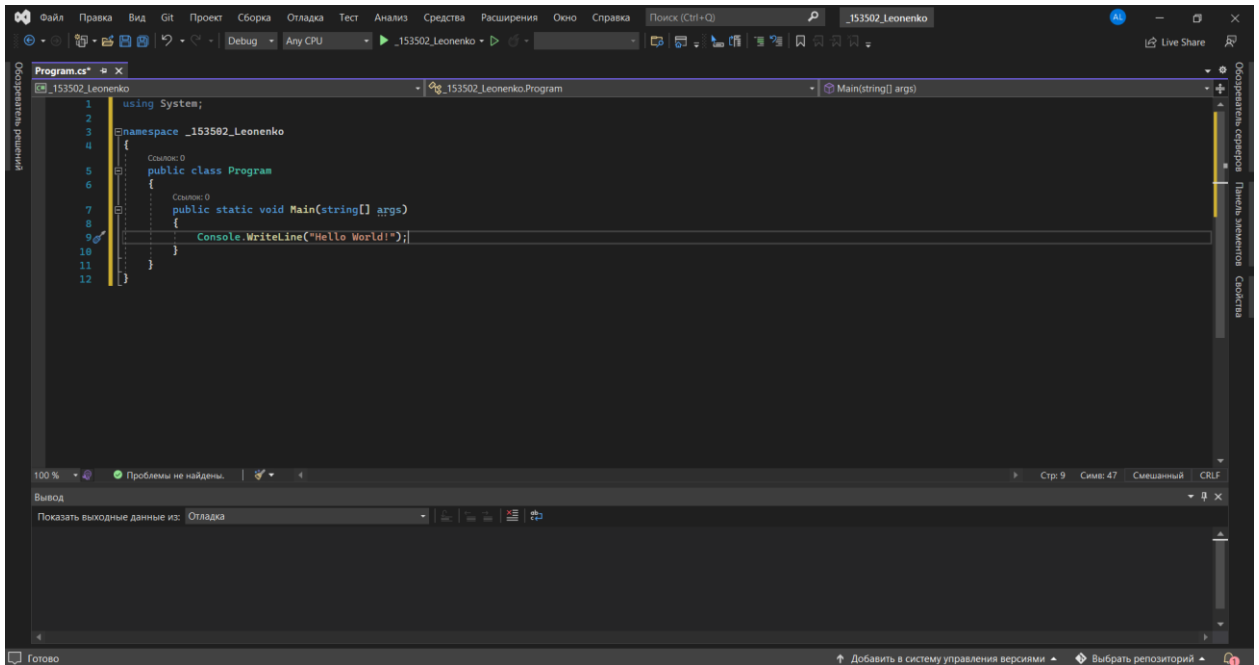 Файл Правка Вид Git Проект Сборка Отладка Тест Анализ Средства Расширения Окно Справка Поиск (Ctrl+Q) _153502_Leonenko AL
Debug Any CPU _153502_Leonenko Live Share
Обозреватель решений
Program.cs*
_153502_Leonenko _153502_Leonenko.Program Main(string[] args)
1 using System;
2
3 namespace _153502_Leonenko
4 {
Ссылок: 0
5 public class Program
6 {
Ссылок: 0
7 public static void Main(string[] args)
8 {
9 Console.WriteLine("Hello World!");
10 }
11 }
12 }
Обозреватель серверов
Панель элементов
Свойства
100 % Проблемы не найдены. Стр: 9 Симв: 47 Смешанный CRLF
Вывод
Показать выходные данные из: Отладка
Готово Добавить в систему управления версиями Выбрать репозиторий 1